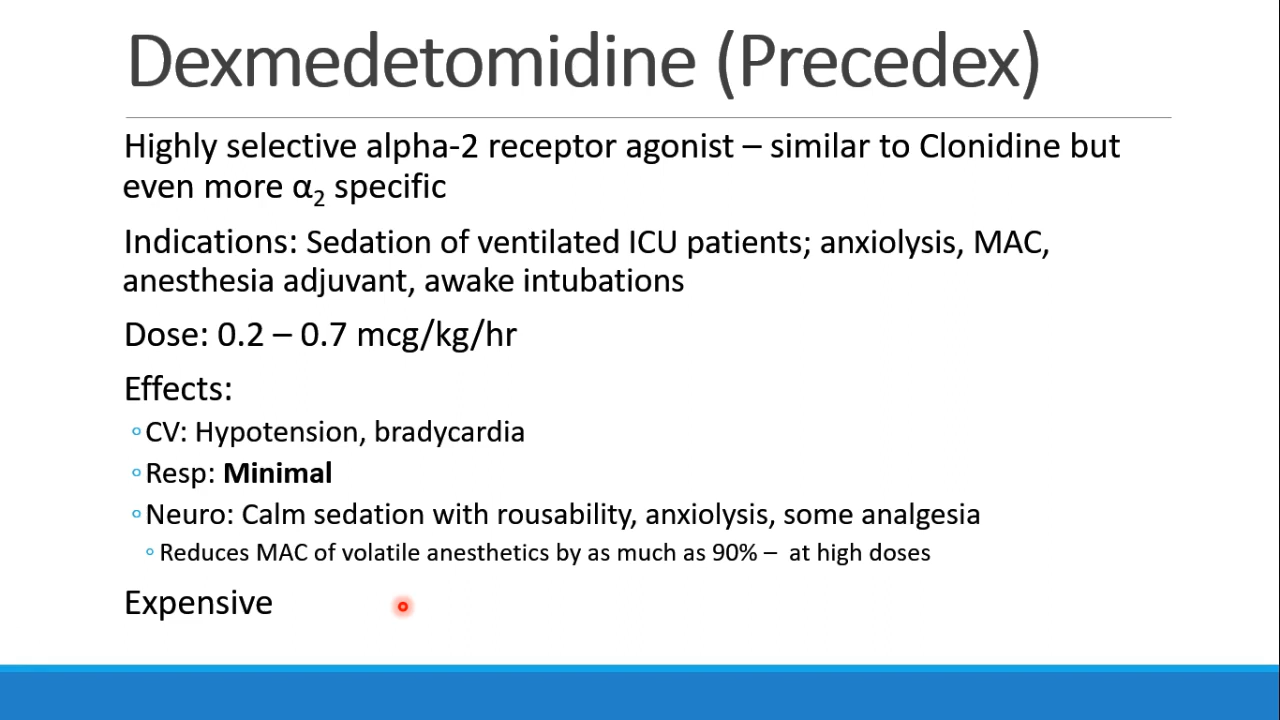 Dexmedetomidine (Precedex)
Highly selective alpha-2 receptor agonist – similar to Clonidine but
even more α₂ specific
Indications: Sedation of ventilated ICU patients; anxiolysis, MAC,
anesthesia adjuvant, awake intubations
Dose: 0.2 – 0.7 mcg/kg/hr
Effects:
◦CV: Hypotension, bradycardia
◦Resp: Minimal
◦Neuro: Calm sedation with rousability, anxiolysis, some analgesia
◦Reduces MAC of volatile anesthetics by as much as 90% – at high doses
Expensive